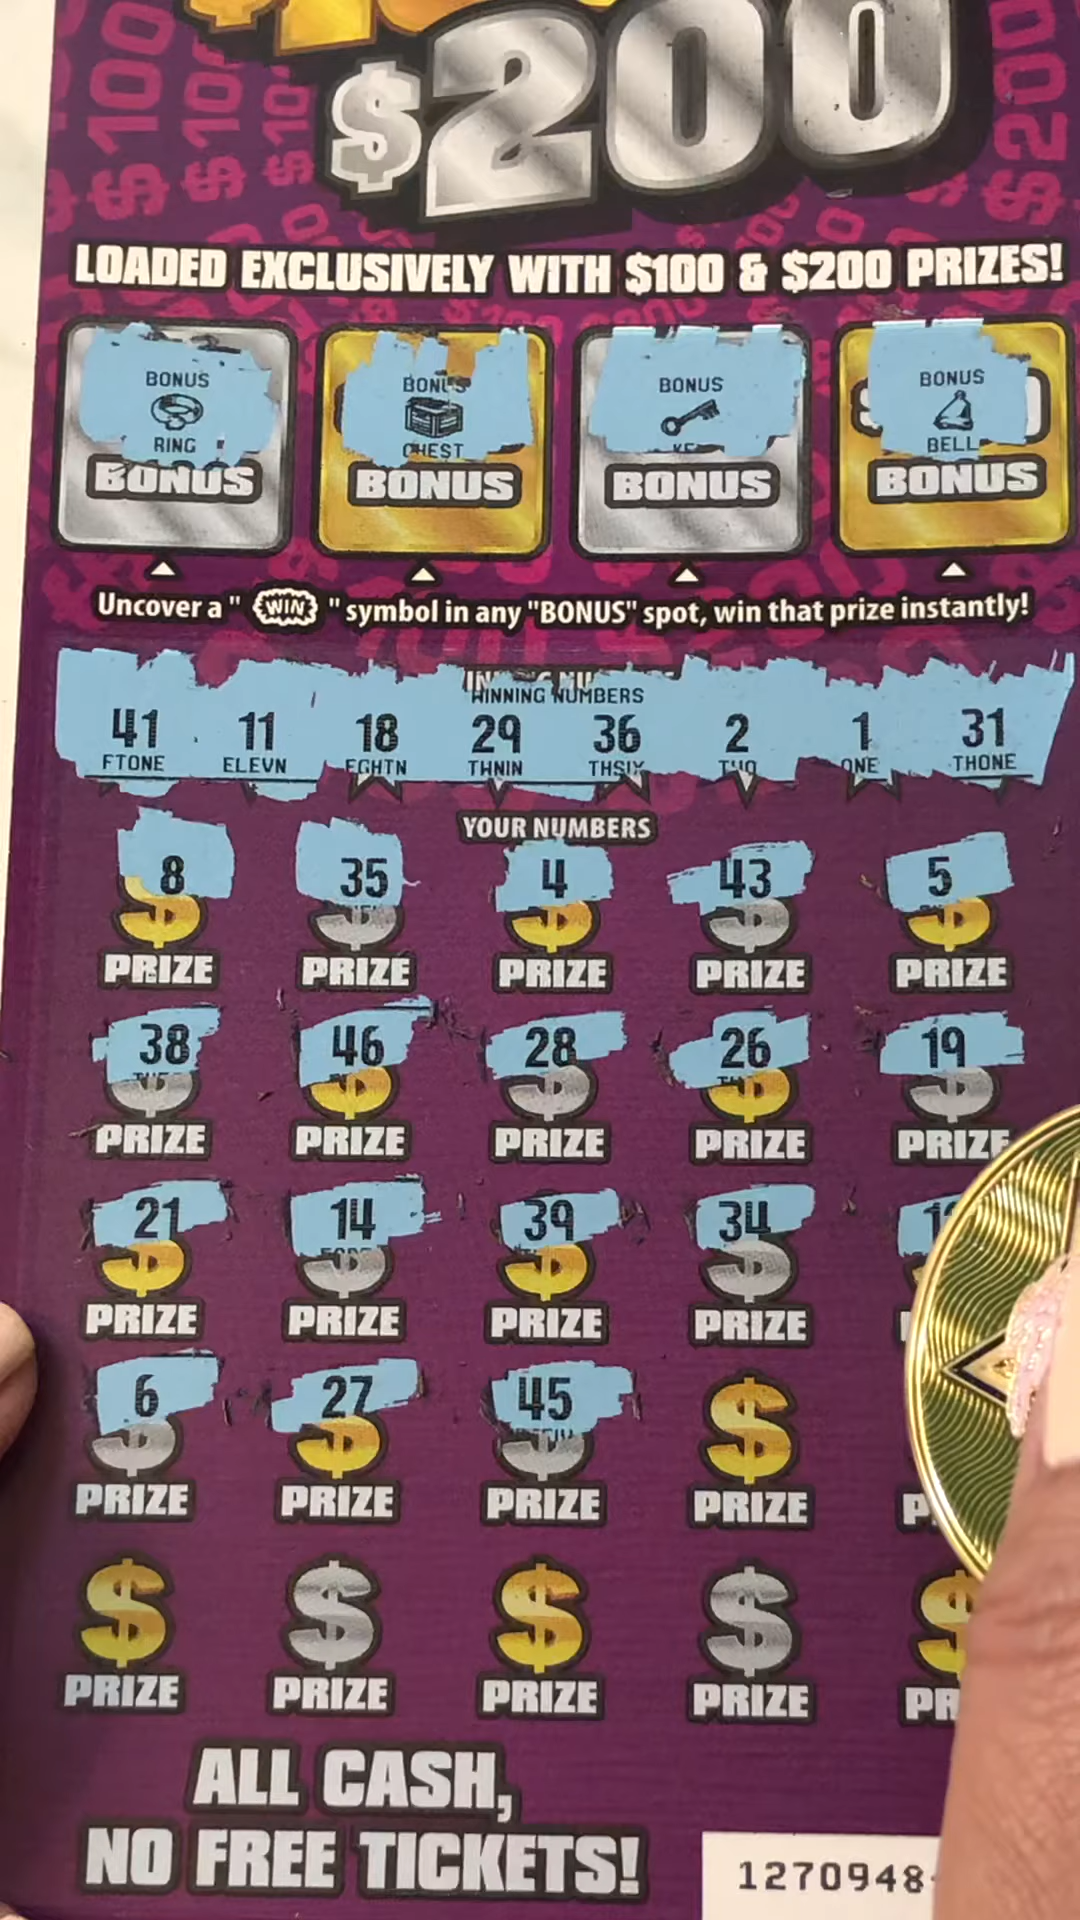 $200
$100 $100 $100 $200
LOADED EXCLUSIVELY WITH $100 & $200 PRIZES!
BONUS BONUS BONUS BONUS
RING CHEST BELL
BONUS BONUS BONUS BONUS
Uncover a " WIN " symbol in any "BONUS" spot, win that prize instantly!
WINNING NUMBERS
41 11 18 29 36 2 1 31
FTONE ELEVN EGHTN THNIN THSIX TWO ONE THONE
YOUR NUMBERS
8 35 4 43 5
$ $ $ $ $
PRIZE PRIZE PRIZE PRIZE PRIZE
38 46 28 26 19
$ $ $ $ $
PRIZE PRIZE PRIZE PRIZE PRIZE
21 14 39 34
$ $ $ $
PRIZE PRIZE PRIZE PRIZE
6 27 45
$ $ $ $
PRIZE PRIZE PRIZE PRIZE
$ $ $ $ $
PRIZE PRIZE PRIZE PRIZE PR
ALL CASH,
NO FREE TICKETS!
1270948